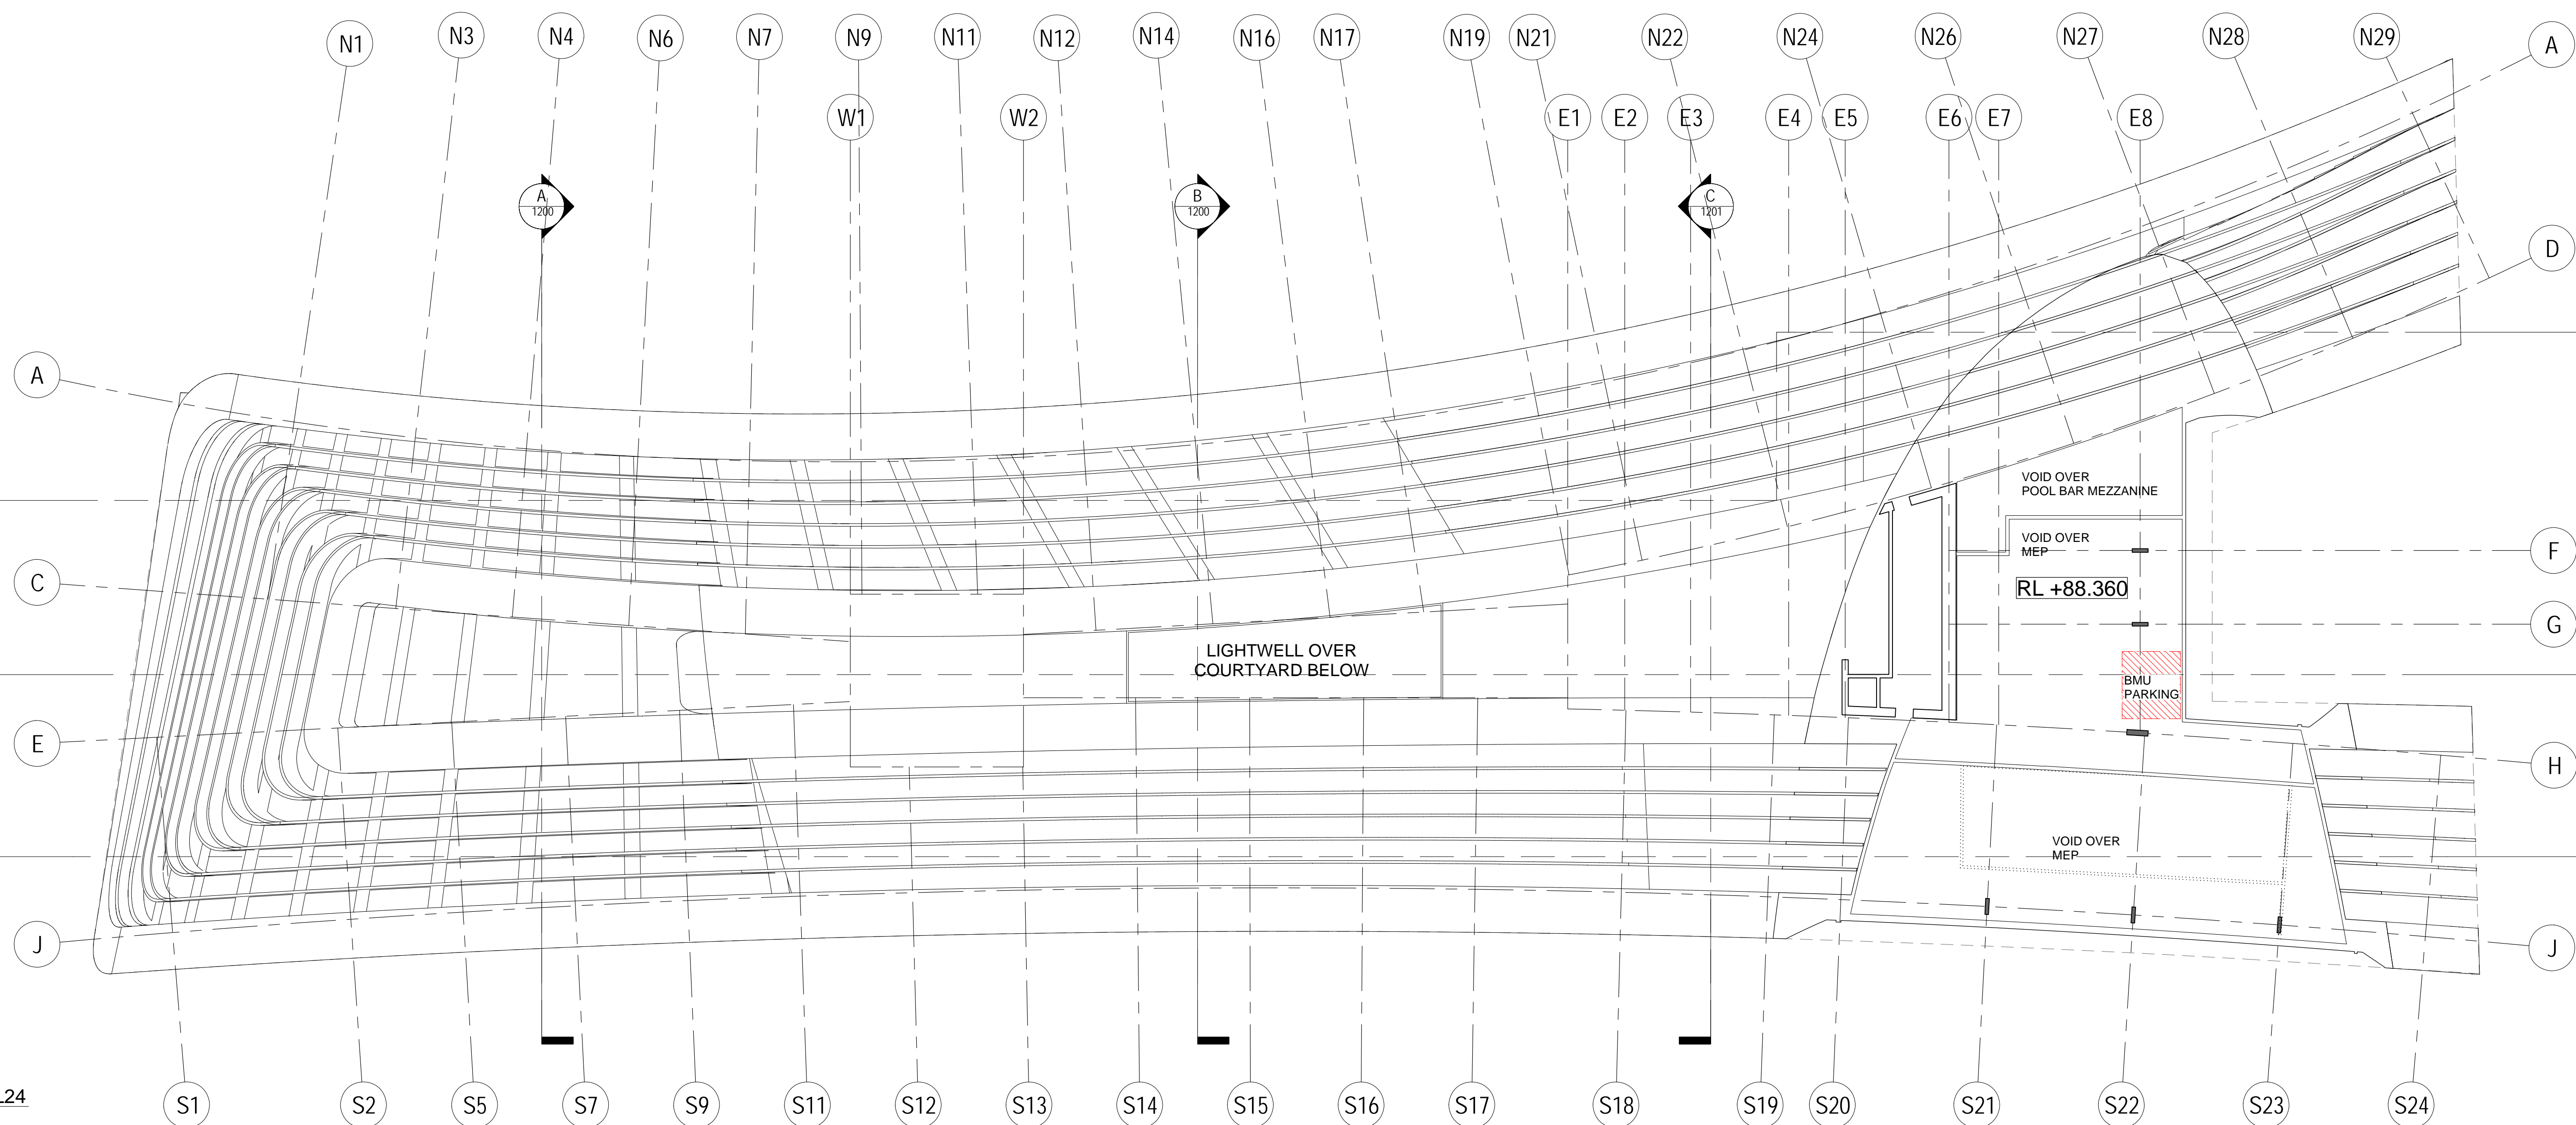 N1
N3
N4
N6
N7
N9
N11
N12
N14
N16
N17
N19
N21
N22
N24
N26
N27
N28
N29
A
W1
W2
E1
E2
E3
E4
E5
E6
E7
E8
A
1200
B
1200
C
1201
D
A
VOID OVER
POOL BAR MEZZANINE
VOID OVER
MEP
F
C
RL +88.360
G
LIGHTWELL OVER
COURTYARD BELOW
BMU
PARKING
E
H
VOID OVER
MEP
J
J
S1
S2
S5
S7
S9
S11
S12
S13
S14
S15
S16
S17
S18
S19
S20
S21
S22
S23
S24